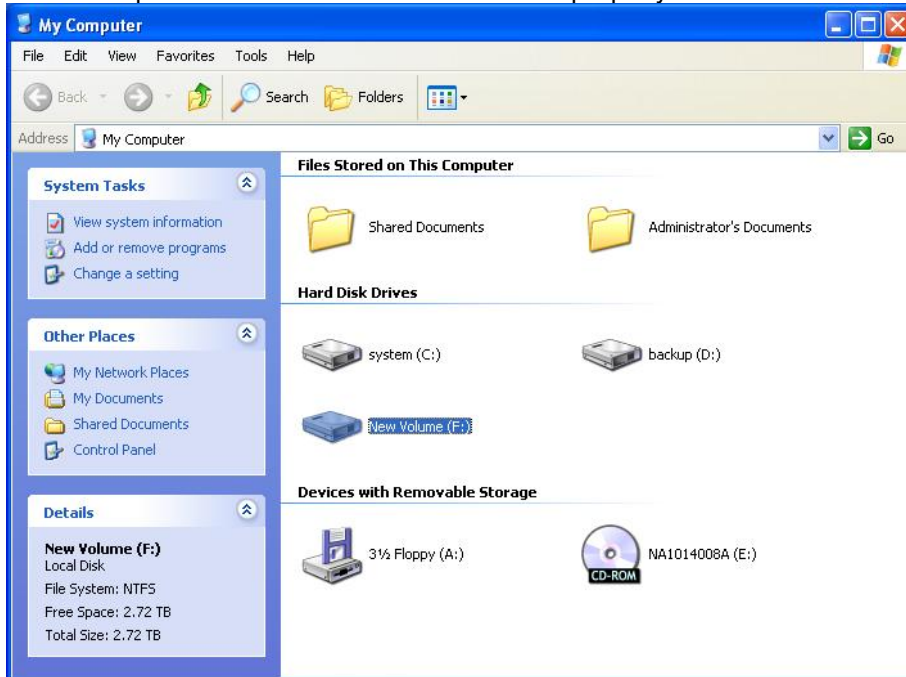 My Computer
File Edit View Favorites Tools Help
Back Search Folders
Address My Computer Go
System Tasks
View system information
Add or remove programs
Change a setting
Other Places
My Network Places
My Documents
Shared Documents
Control Panel
Details
New Volume (F:)
Local Disk
File System: NTFS
Free Space: 2.72 TB
Total Size: 2.72 TB
Files Stored on This Computer
Shared Documents Administrator's Documents
Hard Disk Drives
system (C:) backup (D:)
New Volume (F:)
Devices with Removable Storage
3½ Floppy (A:) NA1014008A (E:)
CD-ROM